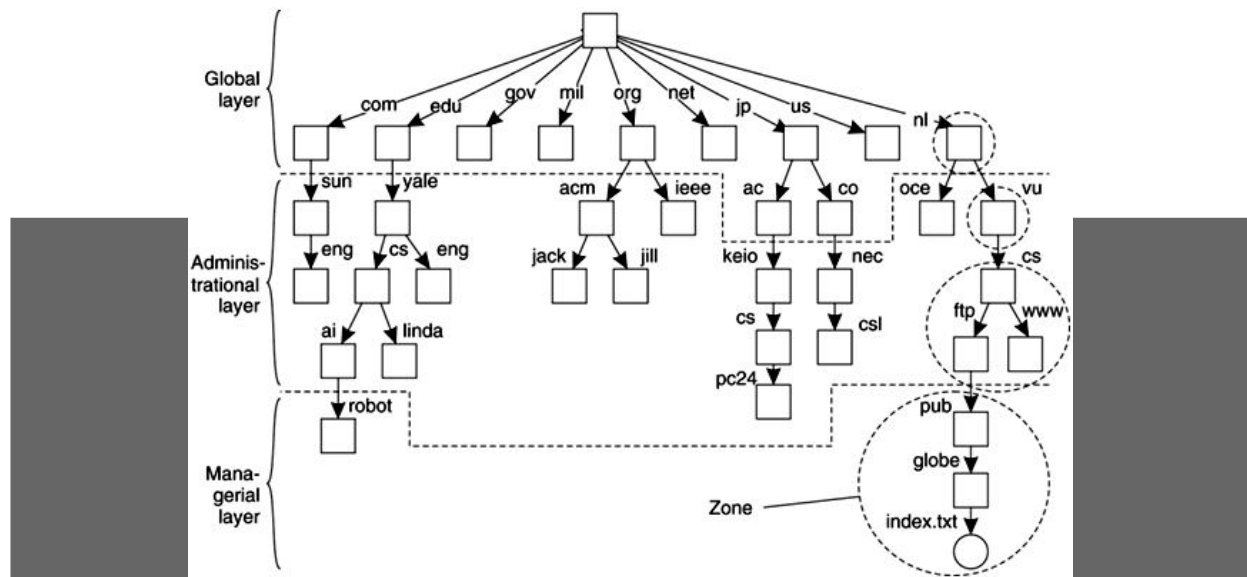 Global
layer
com
edu
gov
mil
org
net
jp
us
nl
sun
yale
acm
ieee
ac
co
oce
vu
Adminis-
trational
layer
eng
cs
eng
jack
jill
keio
nec
cs
ai
linda
cs
csl
ftp
www
pc24
robot
pub
Mana-
gerial
layer
globe
Zone
index.txt